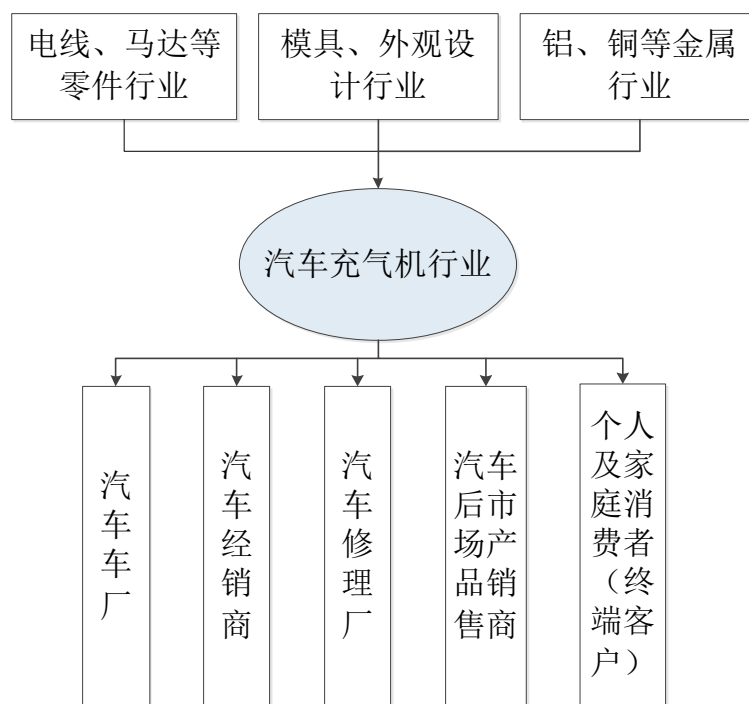 电线、马达等
零件行业
模具、外观设
计行业
铝、铜等金属
行业
汽车充气机行业
汽车车厂
汽车经销商
汽车修理厂
汽车
后市
场产
品销
售商
个人
及家
庭消
费者
（终
端客
户）